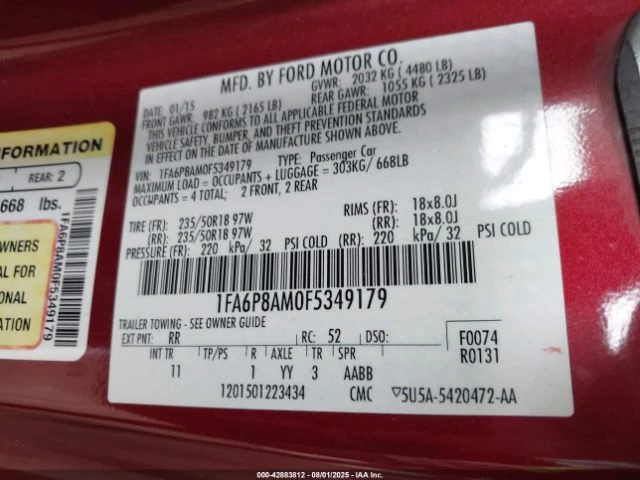 MFD. BY FORD MOTOR CO.
DATE: 01/15
GVWR: 2032 KG ( 4480 LB)
FRONT GAWR: 982 KG ( 2165 LB)
REAR GAWR: 1055 KG ( 2325 LB)
THIS VEHICLE CONFORMS TO ALL APPLICABLE FEDERAL MOTOR
VEHICLE SAFETY, BUMPER, AND THEFT PREVENTION STANDARDS
IN EFFECT ON THE DATE OF MANUFACTURE SHOWN ABOVE.
VIN: 1FA6P8AM0F5349179 TYPE: Passenger Car
MAXIMUM LOAD = OCCUPANTS + LUGGAGE = 303KG/ 668LB
OCCUPANTS = 4 TOTAL; 2 FRONT, 2 REAR
TIRE (FR): 235/50R18 97W RIMS (FR): 18x8.0J
(RR): 235/50R18 97W (RR): 18x8.0J
PRESSURE (FR): 220 kPa/ 32 PSI COLD (RR): 220 kPa/ 32 PSI COLD
1FA6P8AM0F5349179
TRAILER TOWING - SEE OWNER GUIDE
EXT PNT: RR RC: 52 DSO: F0074
R0131
INT TR TP/PS R AXLE TR SPR
11 1 YY 3 AABB
1201501223434 CMC 5U5A-5420472-AA
NFORMATION
REAR: 2
668 lbs.
OWNERS
AL FOR
ONAL
1FA6P8AM0F5349179
000-42883812 | 08/01/2025 | IAA, Inc.